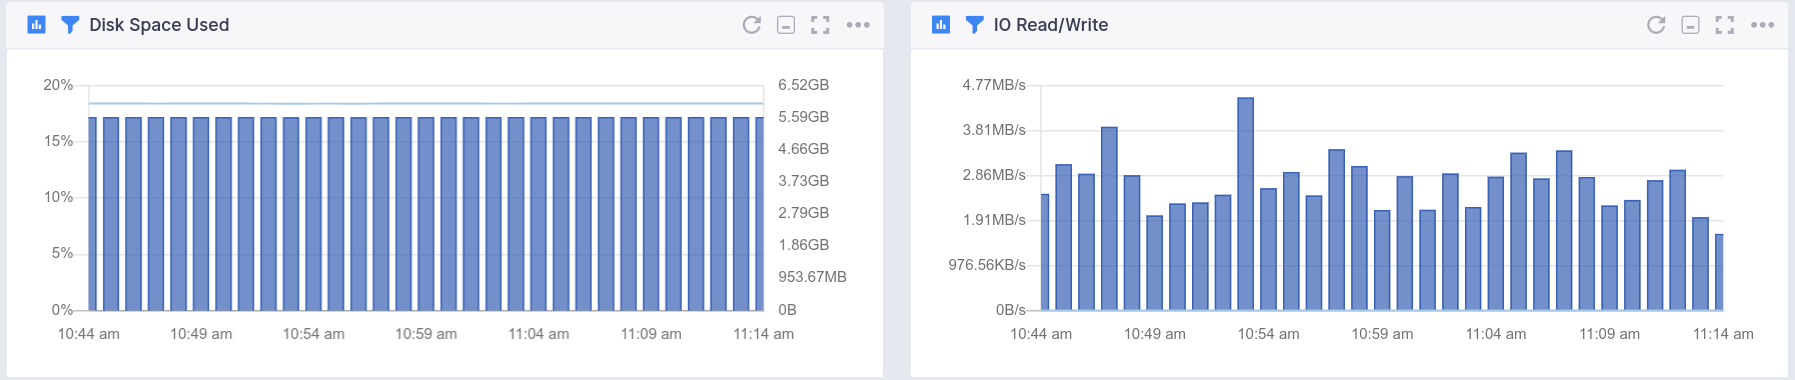 Disk Space Used
20%
15%
10%
5%
0%
6.52GB
5.59GB
4.66GB
3.73GB
2.79GB
1.86GB
953.67MB
0B
10:44 am 10:49 am 10:54 am 10:59 am 11:04 am 11:09 am 11:14 am
IO Read/Write
4.77MB/s
3.81MB/s
2.86MB/s
1.91MB/s
976.56KB/s
0B/s
10:44 am 10:49 am 10:54 am 10:59 am 11:04 am 11:09 am 11:14 am